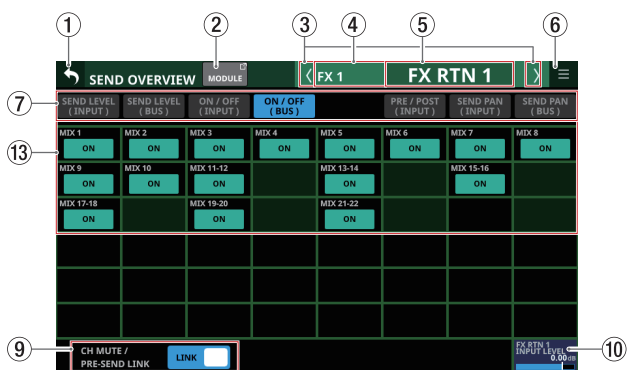 1
2
3
4
5
6
SEND OVERVIEW
MODULE
FX 1
FX RTN 1
7
SEND LEVEL
( INPUT )
SEND LEVEL
( BUS )
ON / OFF
( INPUT )
ON / OFF
( BUS )
PRE / POST
( INPUT )
SEND PAN
( INPUT )
SEND PAN
( BUS )
13
MIX 1
MIX 2
MIX 3
MIX 4
MIX 5
MIX 6
MIX 7
MIX 8
ON
ON
ON
ON
ON
ON
ON
ON
MIX 9
MIX 10
MIX 11-12
MIX 13-14
MIX 15-16
ON
ON
ON
ON
ON
MIX 17-18
MIX 19-20
MIX 21-22
ON
ON
ON
9
CH MUTE /
PRE-SEND LINK
LINK
FX RTN 1
INPUT LEVEL
0.00dB
10